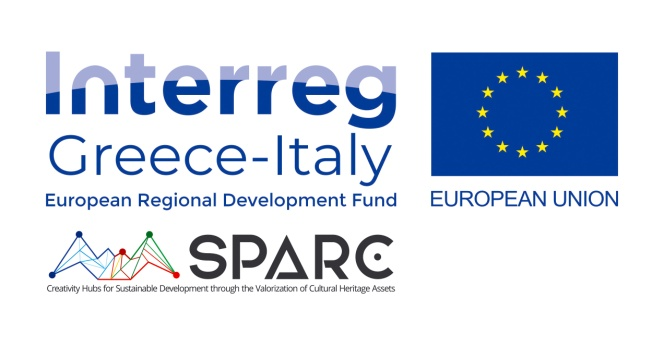 Interreg
Greece-Italy
European Regional Development Fund
EUROPEAN UNION
SPARC
Creativity Hubs for Sustainable Development through the Valorization of Cultural Heritage Assets